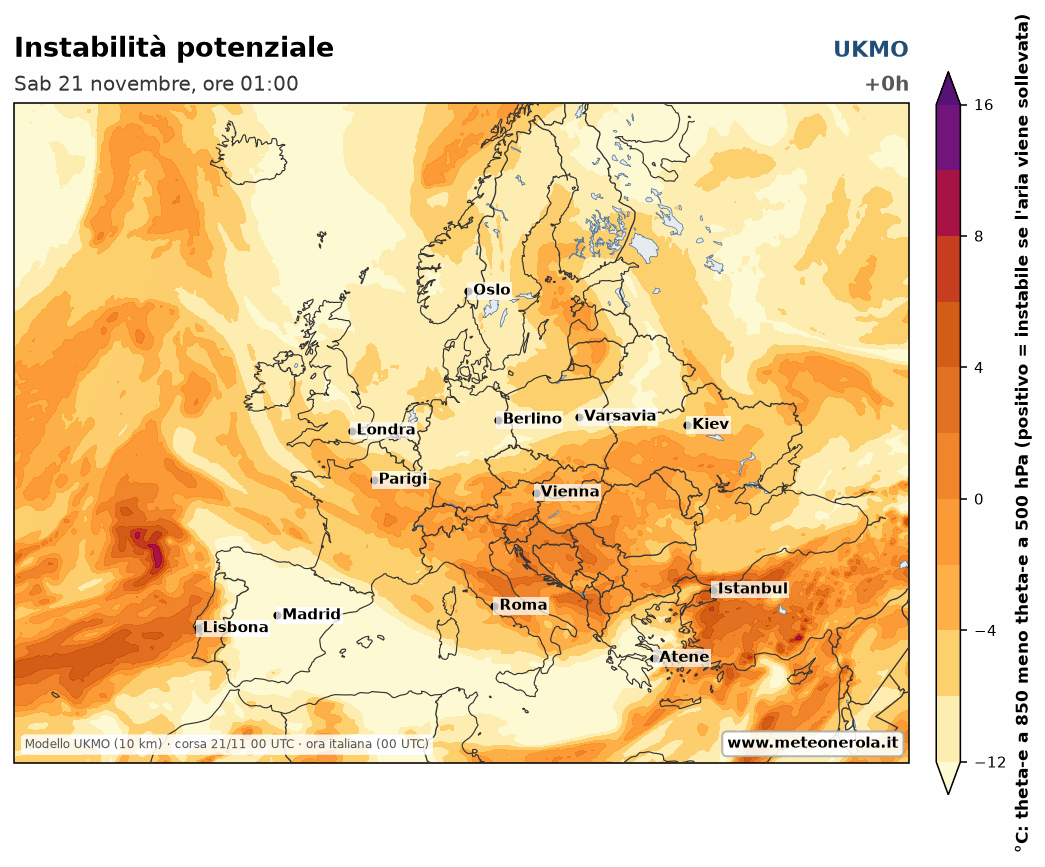 Instabilità potenziale
UKMO
Sab 21 novembre, ore 01:00
+0h
Oslo
Berlino
Varsavia
Londra
Kiev
Parigi
Vienna
Istanbul
Roma
Madrid
Lisbona
Atene
Modello UKMO (10 km) · corsa 21/11 00 UTC · ora italiana (00 UTC)
www.meteonerola.it
16
8
4
0
−4
−12
°C: theta-e a 850 meno theta-e a 500 hPa (positivo = instabile se l'aria viene sollevata)